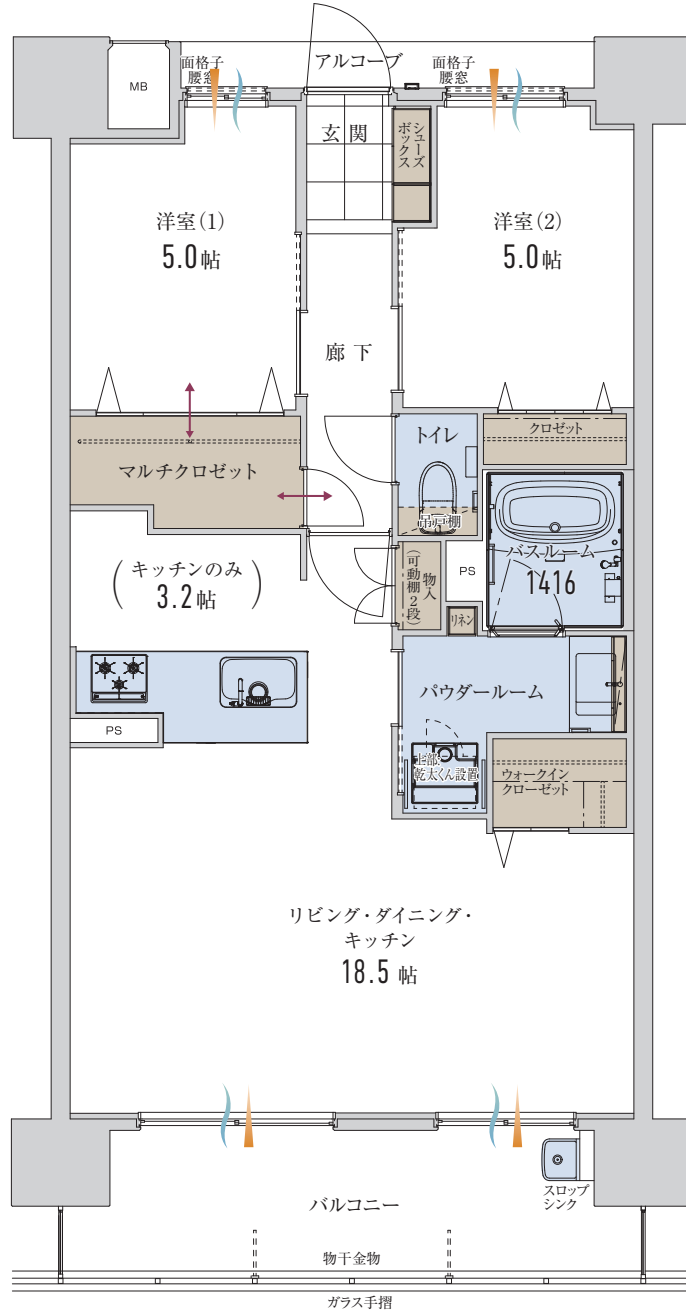 アルコーブ
面格子
腰窓
面格子
腰窓
MB
玄関
シューズ
ボックス
洋室(1)
5.0帖
洋室(2)
5.0帖
廊下
トイレ
吊戸棚
クロゼット
マルチクロゼット
バスルーム
1416
(キッチンのみ
3.2帖)
物入
(可動棚2段)
PS
リネン
パウダールーム
PS
上部:
乾太くん設置
ウォークイン
クローゼット
リビング・ダイニング・
キッチン
18.5帖
スロップ
シンク
バルコニー
物干金物
ガラス手摺